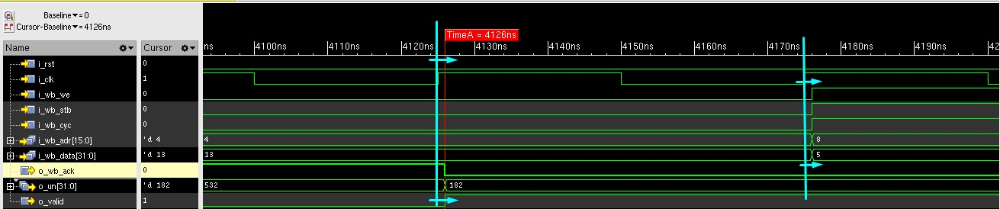 Baseline▼= 0
Cursor-Baseline▼= 4126ns
Name
Cursor
TimeA = 4126ns
ns 4100ns 4110ns 4120ns 4130ns 4140ns 4150ns 4160ns 4170ns 4180ns 4190ns 42
i_rst 0
i_clk 1
i_wb_we 0
i_wb_stb 0
i_wb_cyc 0
i_wb_adr[15:0] 'd 4 4 8
i_wb_data[31:0] 'd 13 13 5
o_wb_ack 0
o_un[31:0] 'd 182 532 182
o_valid 1